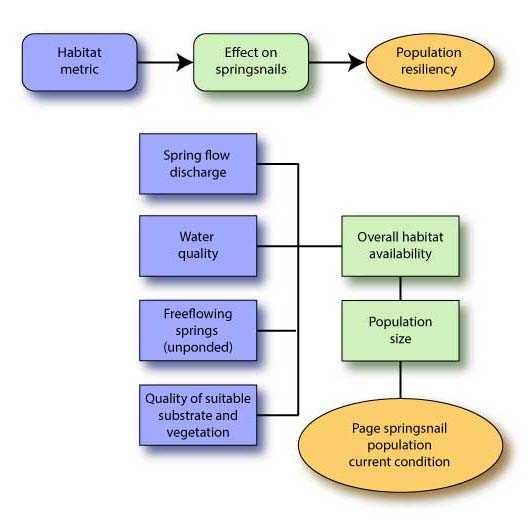 Habitat
metric
Effect on
springsnails
Population
resiliency
Spring flow
discharge
Water
quality
Freeflowing
springs
(unponded)
Quality of suitable
substrate and
vegetation
Overall habitat
availability
Population
size
Page springsnail
population
current condition